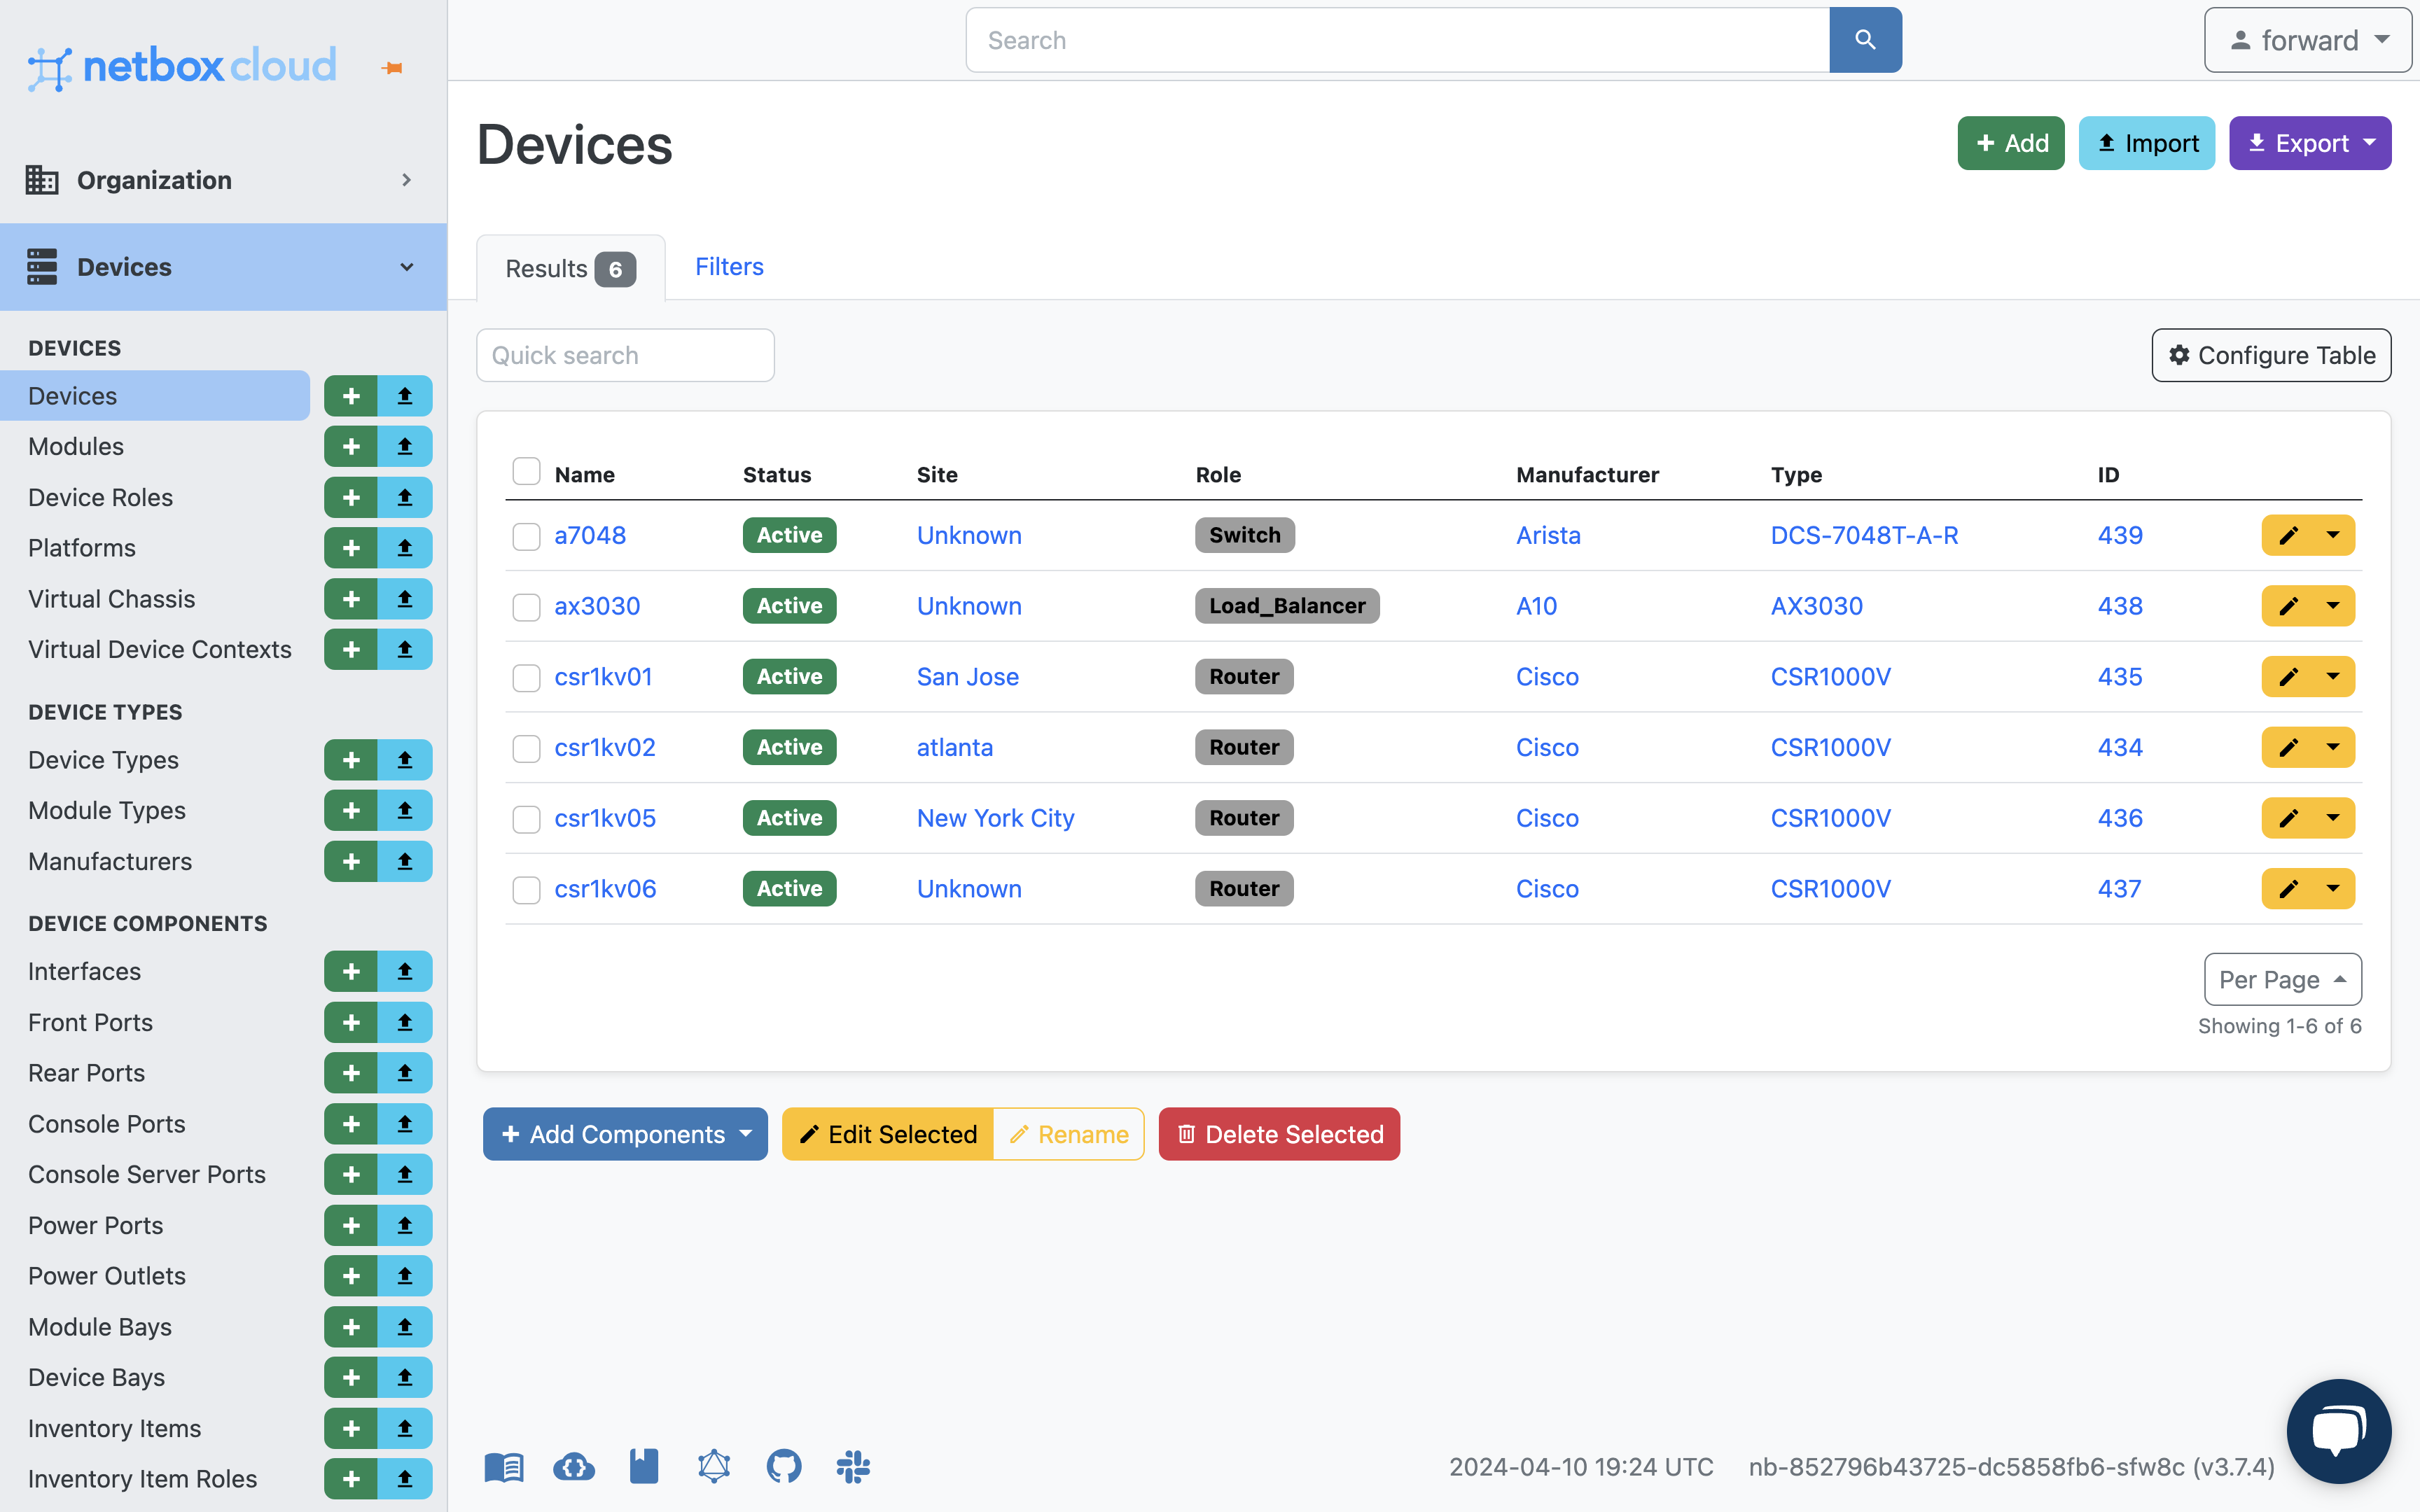 netbox cloud
Search
forward
Organization
Devices
DEVICES
Devices
Modules
Device Roles
Platforms
Virtual Chassis
Virtual Device Contexts
DEVICE TYPES
Device Types
Module Types
Manufacturers
DEVICE COMPONENTS
Interfaces
Front Ports
Rear Ports
Console Ports
Console Server Ports
Power Ports
Power Outlets
Module Bays
Device Bays
Inventory Items
Inventory Item Roles
Devices
Add Import Export
Results 6 Filters
Quick search
Configure Table
Name Status Site Role Manufacturer Type ID
a7048 Active Unknown Switch Arista DCS-7048T-A-R 439
ax3030 Active Unknown Load_Balancer A10 AX3030 438
csr1kv01 Active San Jose Router Cisco CSR1000V 435
csr1kv02 Active atlanta Router Cisco CSR1000V 434
csr1kv05 Active New York City Router Cisco CSR1000V 436
csr1kv06 Active Unknown Router Cisco CSR1000V 437
Per Page
Showing 1-6 of 6
Add Components Edit Selected Rename Delete Selected
2024-04-10 19:24 UTC nb-852796b43725-dc5858fb6-sfw8c (v3.7.4)